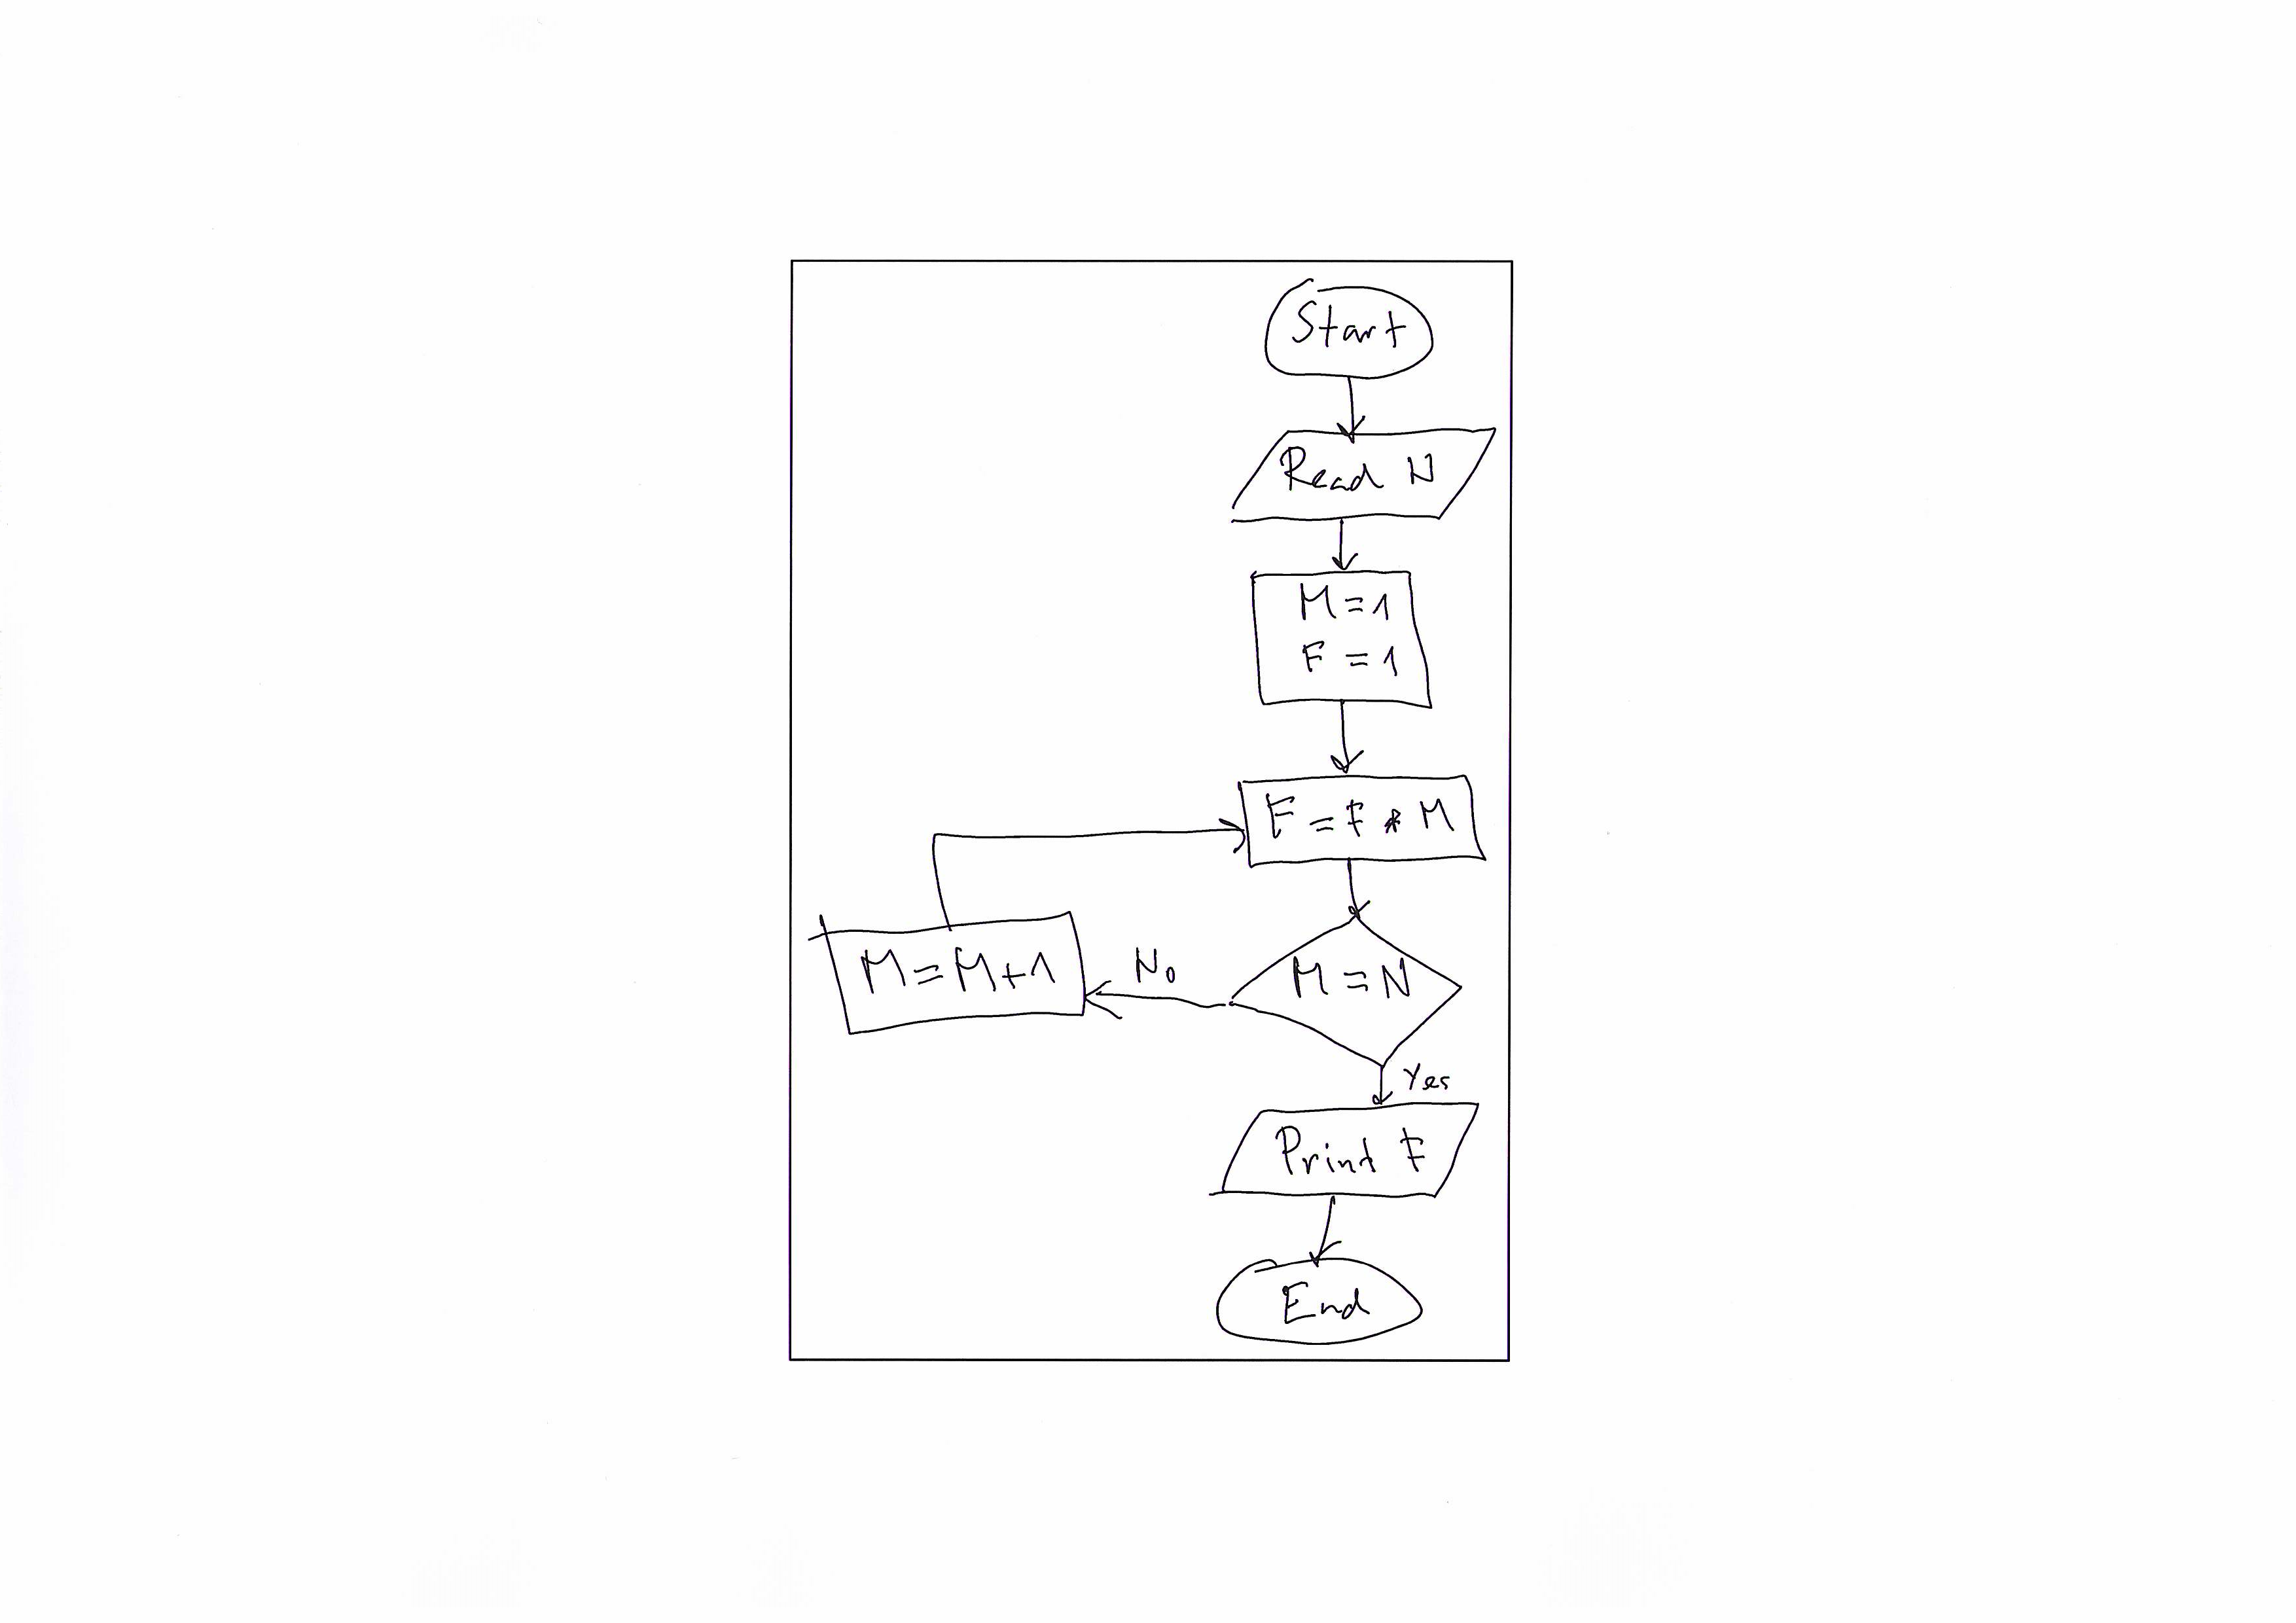 Start
Read N
M=1
F=1
F=F*M
M=N
No
M=M+1
Yes
Print F
End